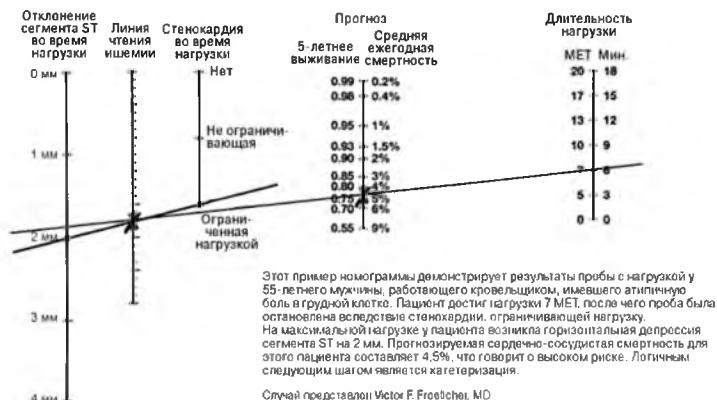 Отклонение
сегмента ST
во время
нагрузки
Линия
чтения
ишемии
Стенокардия
во время
нагрузки
Прогноз
5-летнее
выживание
Средняя
ежегодная
смертность
Длительность
нагрузки
МЕТ Мин.
0 мм
1 мм
2 мм
3 мм
4 мм
Нет
Не ограничи-
вающая
Ограни-
ченная
нагрузкой
0.99 0.2%
0.98 0.4%
0.95 1%
0.93 1.5%
0.90 2%
0.85 3%
0.80 4%
0.75 5%
0.70 6%
0.55 9%
20 18
17 15
13 12
10 9
7 6
5 3
0 0
Этот пример номограммы демонстрирует результаты пробы с нагрузкой у
55-летнего мужчины, работающего кровельщиком, имевшего атипичную
боль в грудной клетке. Пациент достиг нагрузки 7 МЕТ, после чего проба была
остановлена вследствие стенокардии, ограничивающей нагрузку.
На максимальной нагрузке у пациента возникла горизонтальная депрессия
сегмента ST на 2 мм. Прогнозируемая сердечно-сосудистая смертность для
этого пациента составляет 4,5%, что говорит о высоком риске. Логичным
следующим шагом является катетеризация.
Случай представлен Victor F. Froelicher, MD